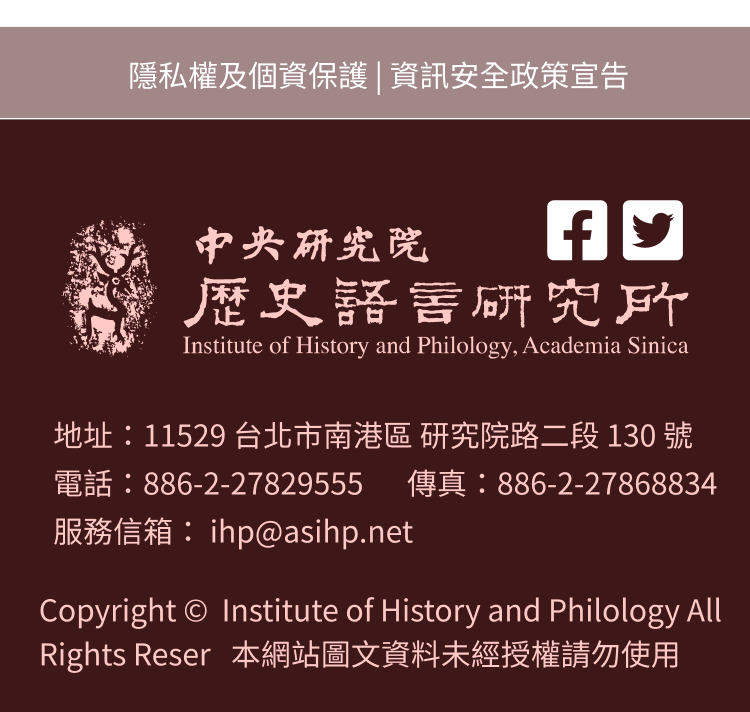 隱私權及個資保護 | 資訊安全政策宣告
中央研究院
歷史語言研究所
Institute of History and Philology, Academia Sinica
地址：11529 台北市南港區 研究院路二段 130 號
電話：886-2-27829555 傳真：886-2-27868834
服務信箱： ihp@asihp.net
Copyright © Institute of History and Philology All
Rights Reser 本網站圖文資料未經授權請勿使用